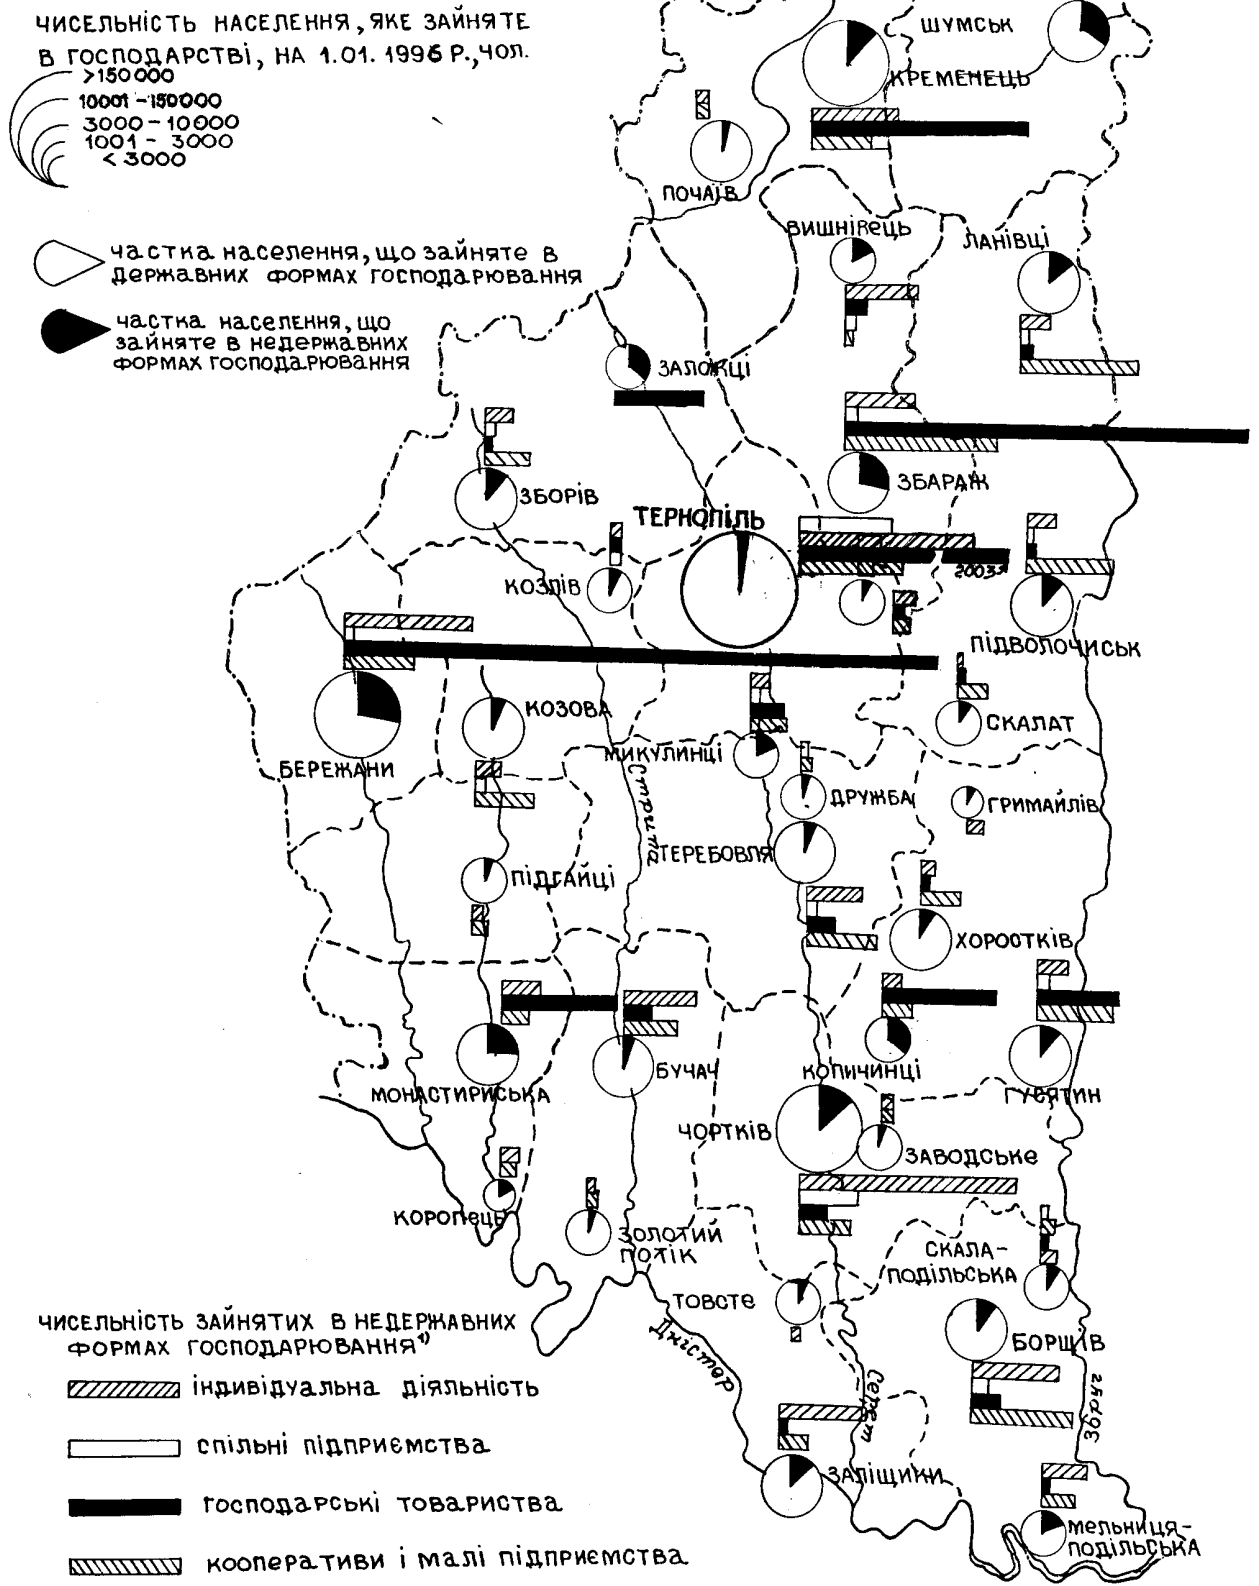 ЧИСЕЛЬНІСТЬ НАСЕЛЕННЯ, ЯКЕ ЗАЙНЯТЕ
В ГОСПОДАРСТВІ, НА 1.01.1996 Р., ЧОЛ.
>150000
10001 - 150000
3000 - 10000
1001 - 3000
< 3000
частка населення, що зайняте в
державних формах господарювання
частка населення, що
зайняте в недержавних
формах господарювання
ШУМСЬК
КРЕМЕНЕЦЬ
ПОЧАЇВ
ВИШНІВЕЦЬ
ЛАНІВЦІ
ЗАЛОЖЦІ
ЗБОРІВ
ЗБАРАЖ
ТЕРНОПІЛЬ
2003л
КОЗЛІВ
ПІДВОЛОЧИСЬК
КОЗОВА
СКАЛАТ
БЕРЕЖАНИ
МИКУЛИНЦІ
Стрипа
ДРУЖБА
ГРИМАЙЛІВ
ТЕРЕБОВЛЯ
ПІДГАЙЦІ
ХОРОСТКІВ
КОПИЧИНЦІ
БУЧАЧ
МОНАСТИРИСЬКА
ГУСЯТИН
ЧОРТКІВ
ЗАВОДСЬКЕ
КОРОПЕЦЬ
ЗОЛОТИЙ
ПОТІК
СКАЛА-
ПОДІЛЬСЬКА
ТОВСТЕ
БОРЩІВ
Дністер
Серет
Збруч
ЗАЛІЩИКИ
МЕЛЬНИЦЯ-
ПОДІЛЬСЬКА
ЧИСЕЛЬНІСТЬ ЗАЙНЯТИХ В НЕДЕРЖАВНИХ
ФОРМАХ ГОСПОДАРЮВАННЯ¹⁾
індивідуальна діяльність
спільні підприємства
господарські товариства
кооперативи і малі підприємства